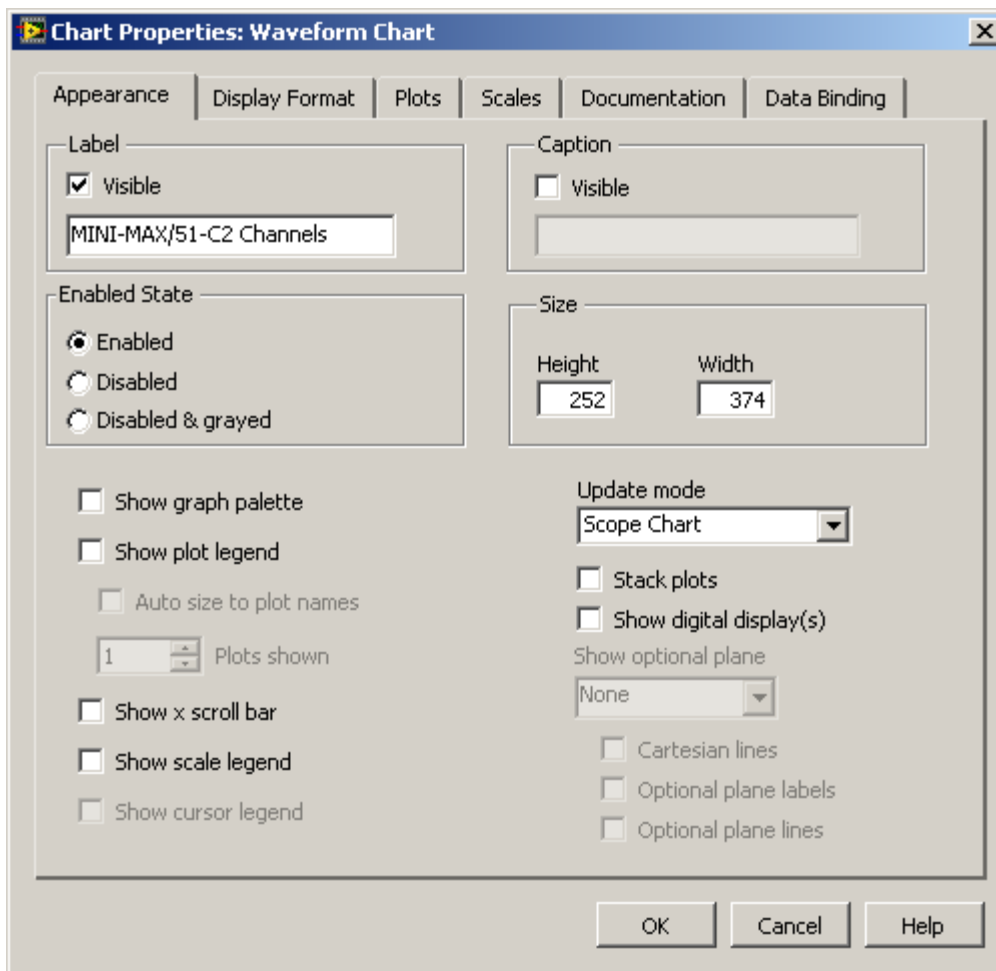 Chart Properties: Waveform Chart
Appearance Display Format Plots Scales Documentation Data Binding
Label
Visible
MINI-MAX/51-C2 Channels
Caption
Visible
Enabled State
Enabled
Disabled
Disabled & grayed
Size
Height Width
252 374
Show graph palette
Show plot legend
Auto size to plot names
1 Plots shown
Show x scroll bar
Show scale legend
Show cursor legend
Update mode
Scope Chart
Stack plots
Show digital display(s)
Show optional plane
None
Cartesian lines
Optional plane labels
Optional plane lines
OK Cancel Help